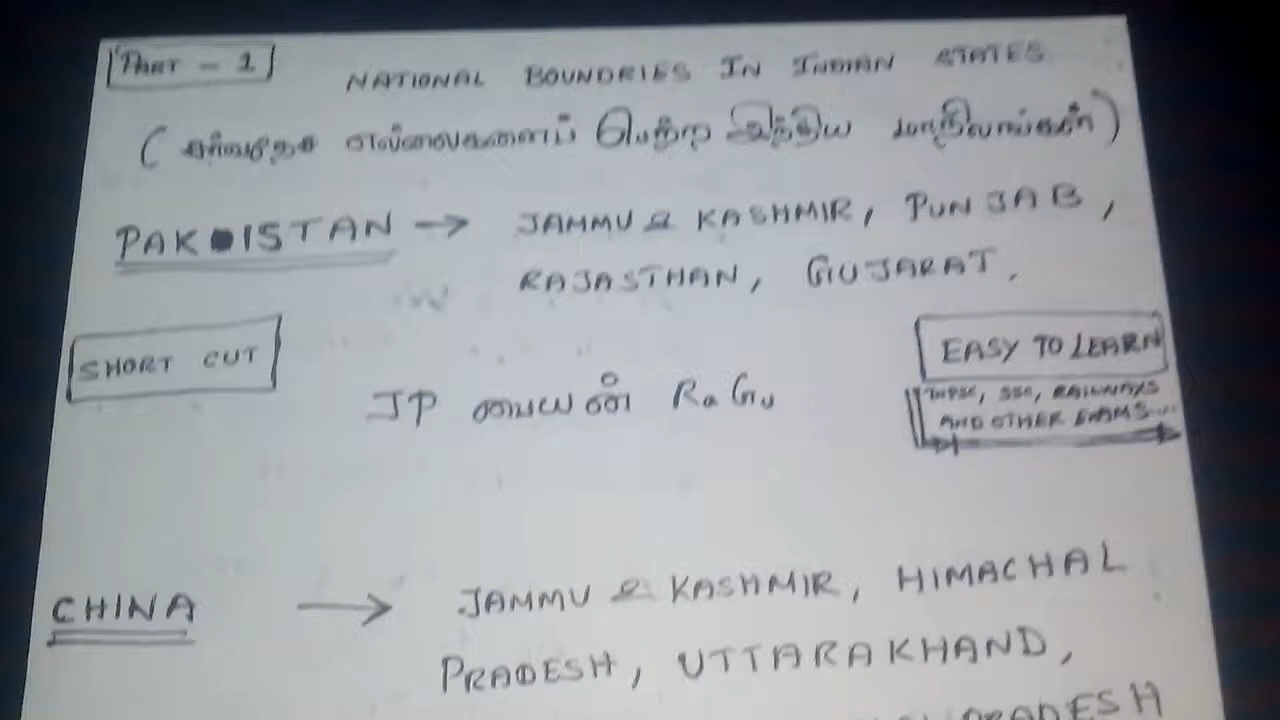 PART - 1
NATIONAL BOUNDRIES IN INDIAN STATES
(சர்வதேச எல்லைகளைப் பெற்ற இந்திய மாநிலங்கள்)
PAKISTAN → JAMMU & KASHMIR, PUNJAB,
RAJASTHAN, GUJARAT.
SHORT CUT
JP பையன் RaGu
EASY TO LEARN
TNPSC, SSC, RAILWAYS
AND OTHER EXAMS...
CHINA → JAMMU & KASHMIR, HIMACHAL
PRADESH, UTTARAKHAND,
PRADESH